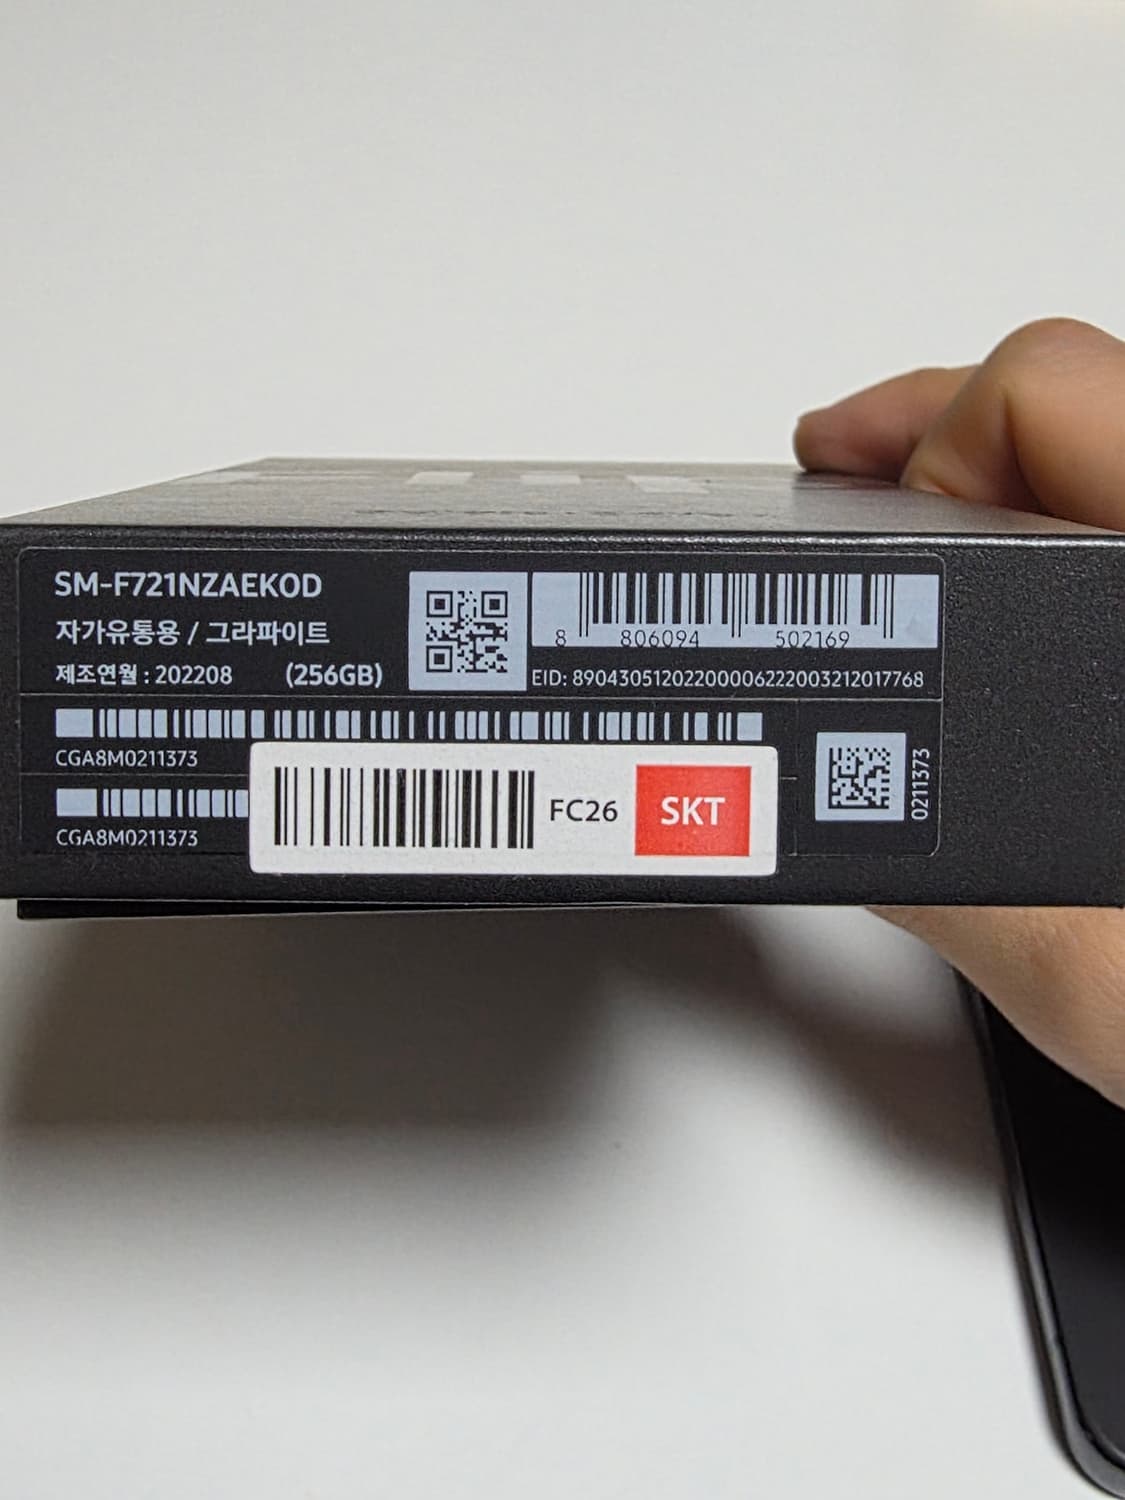 SM-F721NZAEKOD
자가유통용 / 그라파이트
제조연월 : 202208 (256GB)
8 806094 502169
EID: 89043051202200006222003212017768
CGA8M0211373
CGA8M0211373
FC26 SKT
0211373